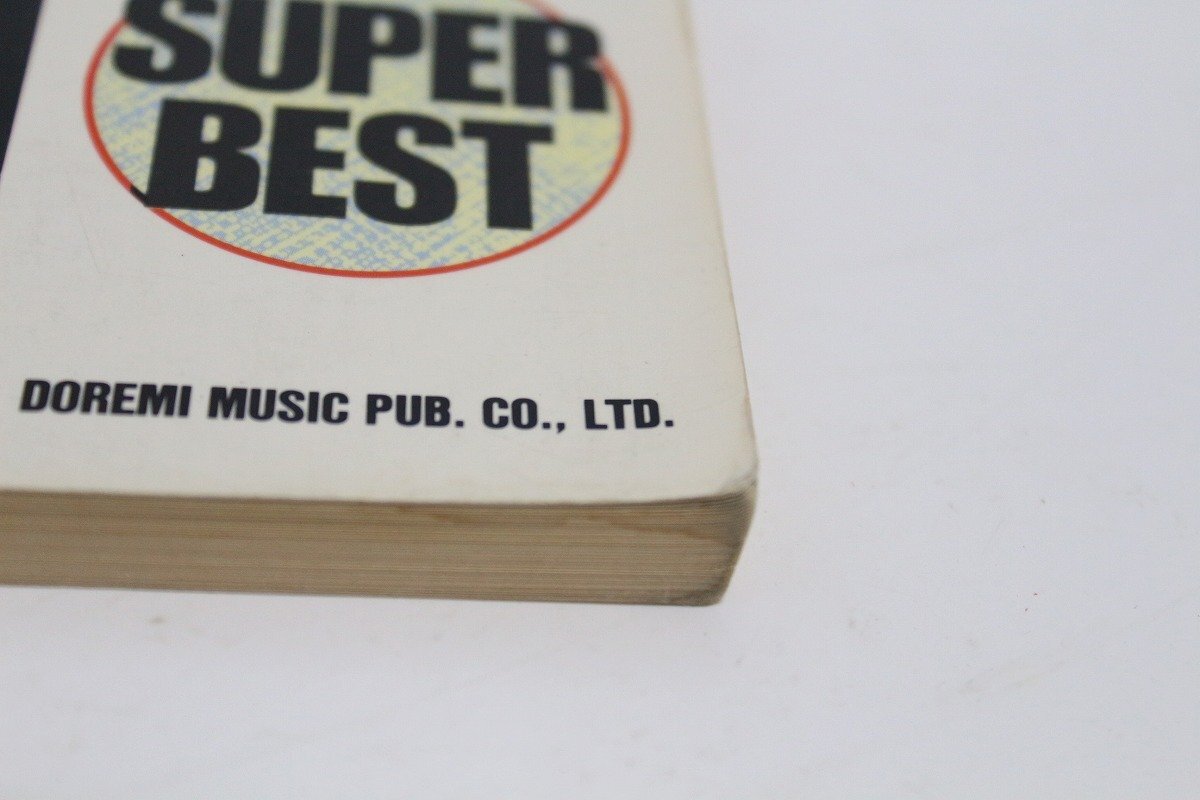 SUPER
BEST
DOREMI MUSIC PUB. CO., LTD.